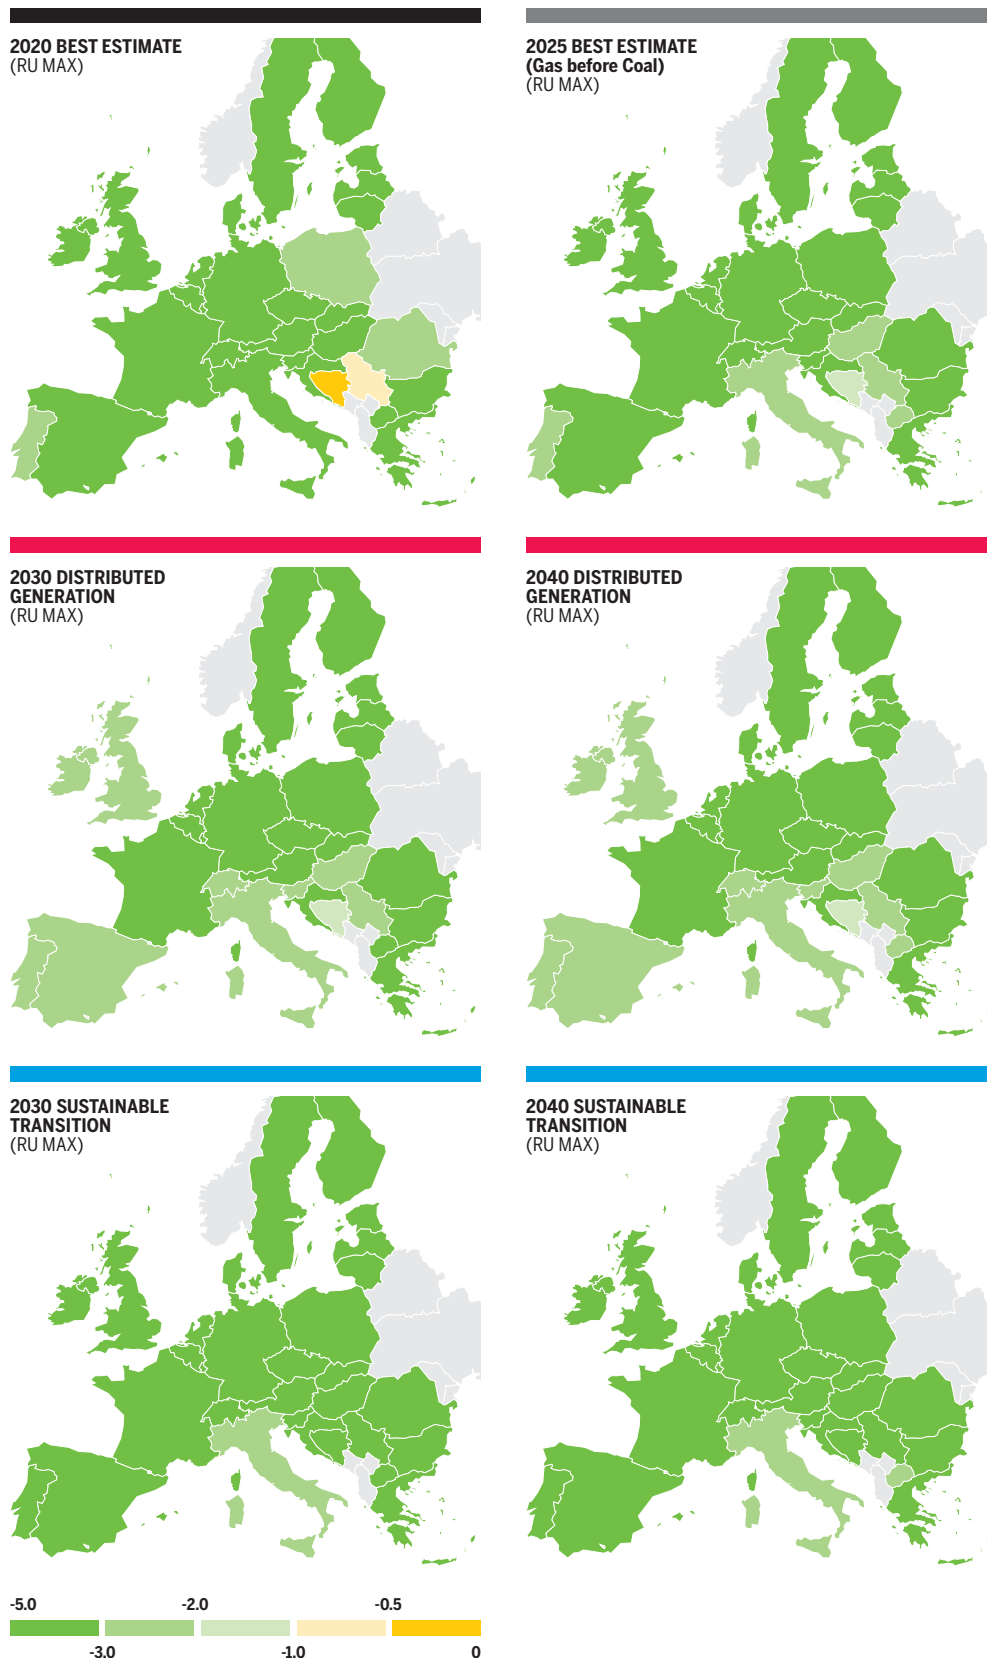 2020 BEST ESTIMATE
(RU MAX)
2025 BEST ESTIMATE
(Gas before Coal)
(RU MAX)
2030 DISTRIBUTED
GENERATION
(RU MAX)
2040 DISTRIBUTED
GENERATION
(RU MAX)
2030 SUSTAINABLE
TRANSITION
(RU MAX)
2040 SUSTAINABLE
TRANSITION
(RU MAX)
-5.0 -2.0 -0.5
-3.0 -1.0 0